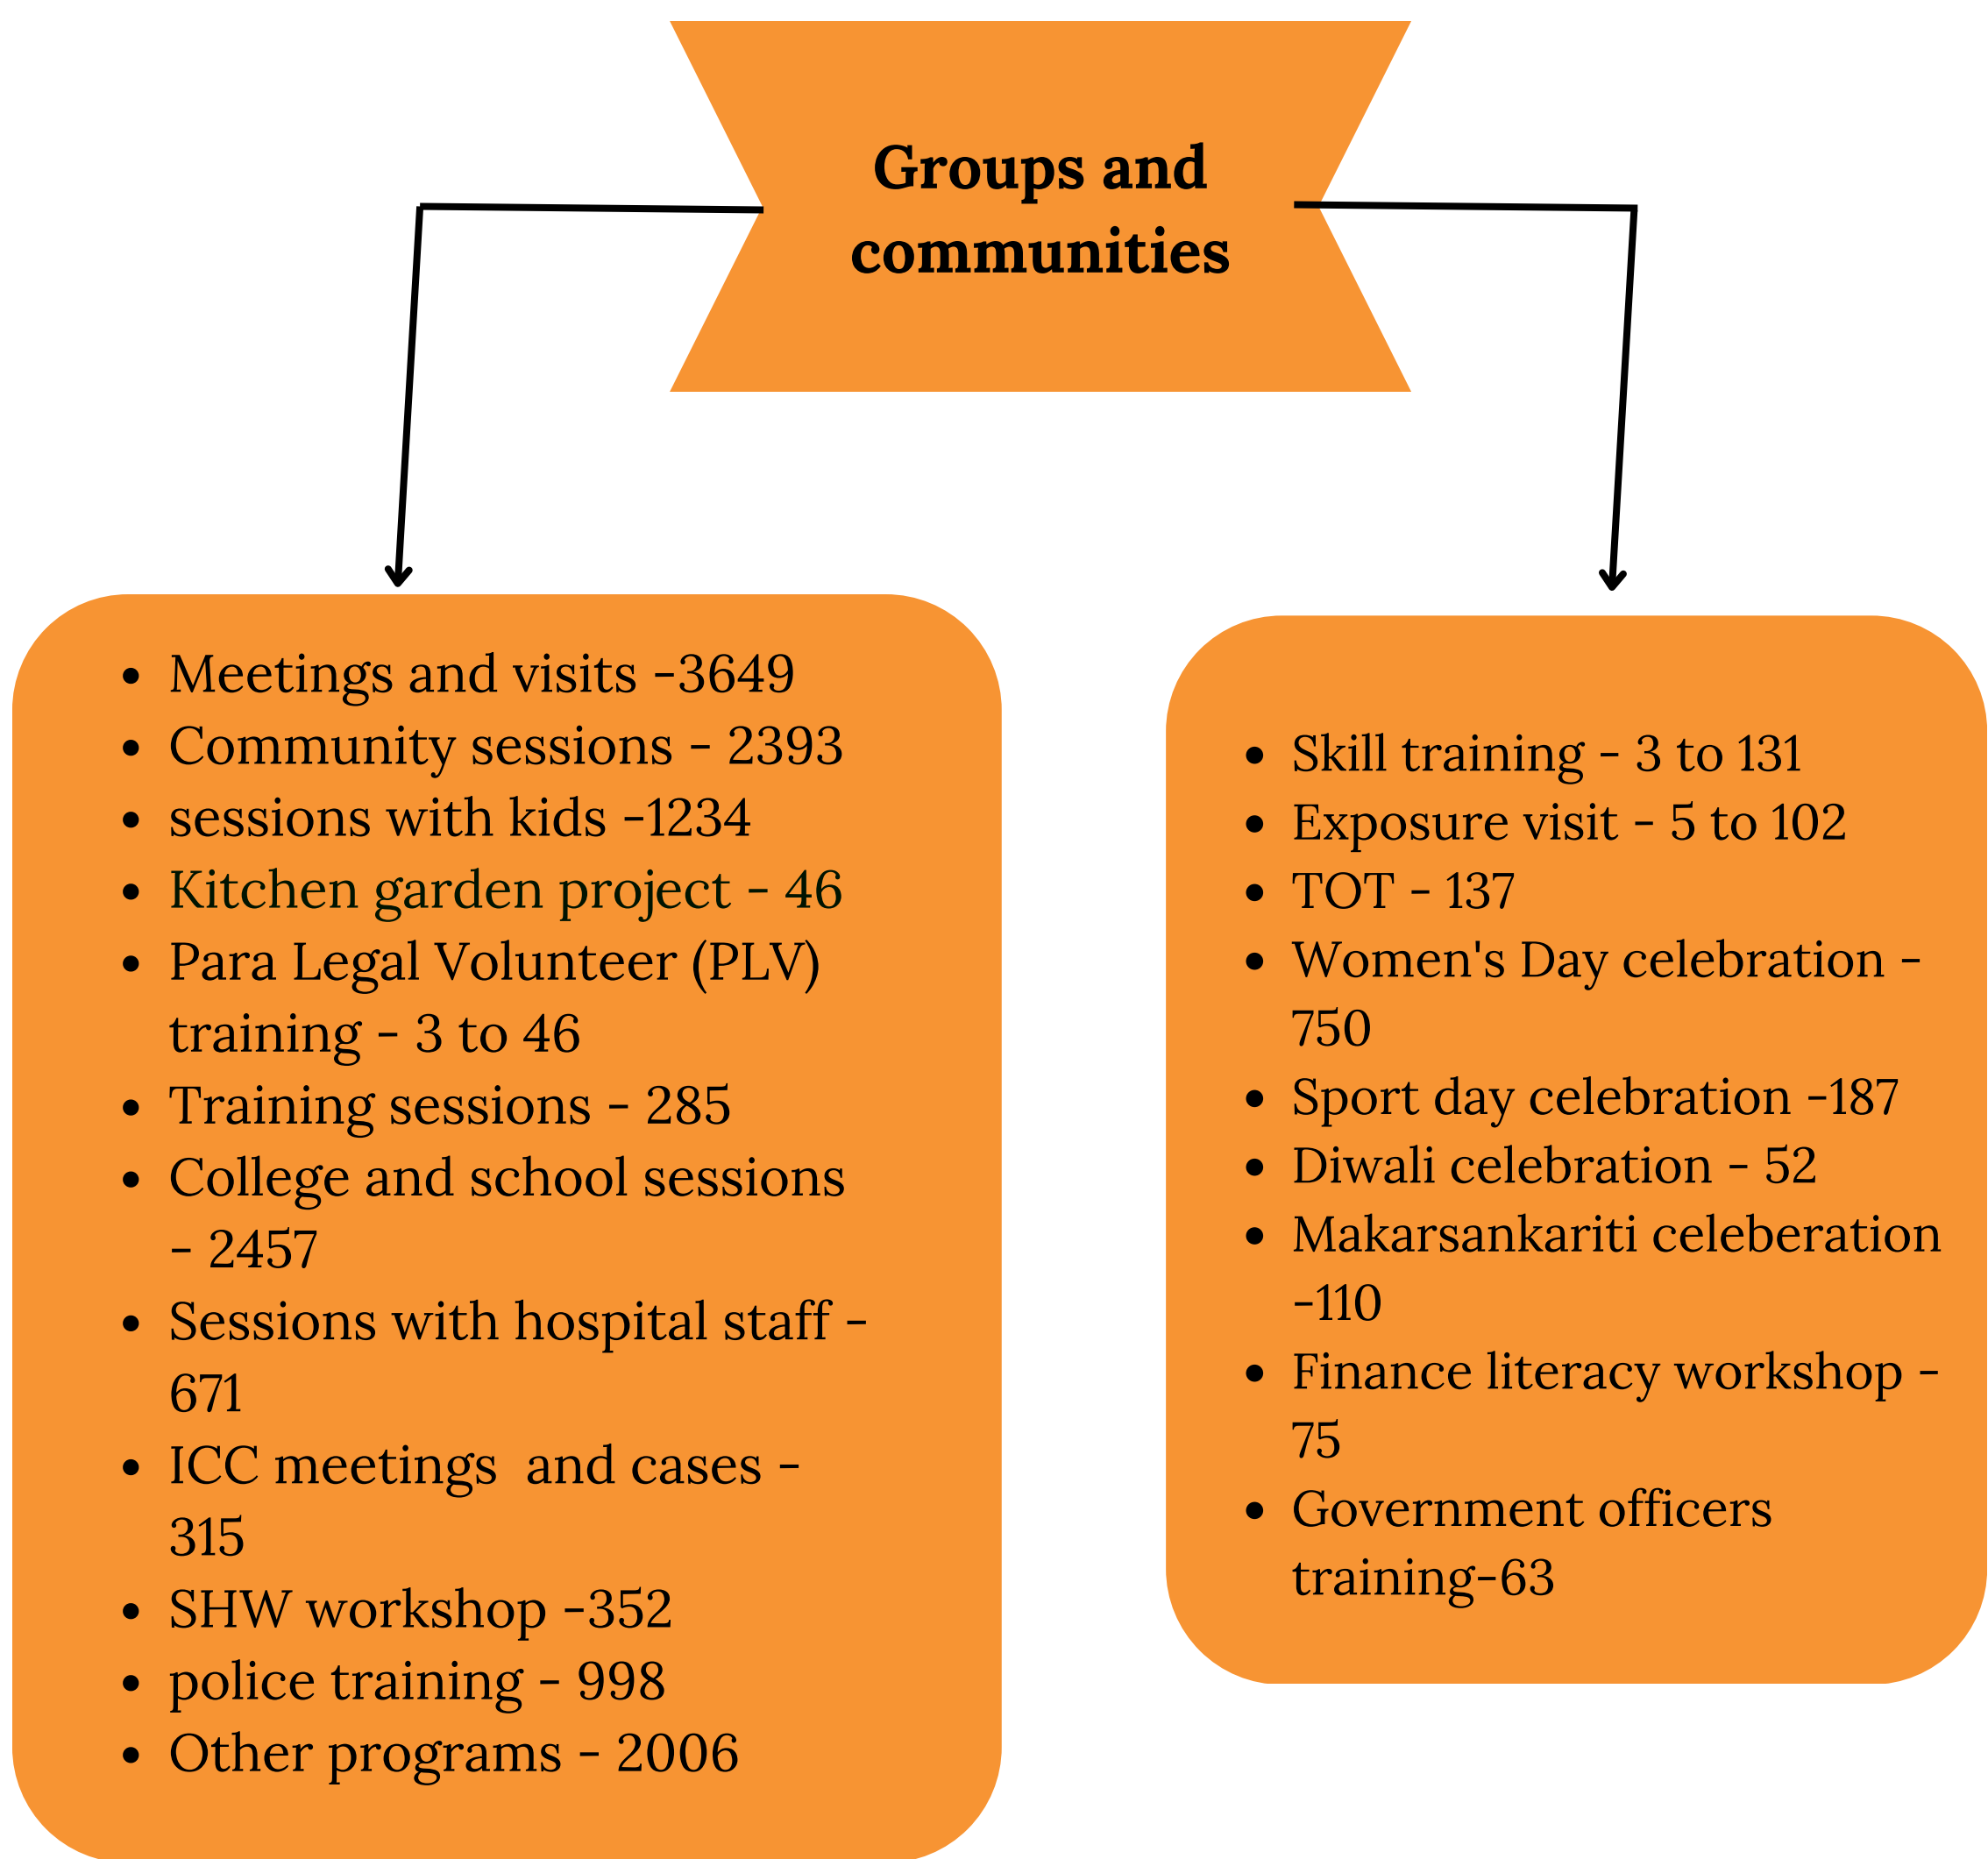 Groups and
communities
• Meetings and visits -3649
• Community sessions - 2393
• sessions with kids -1234
• Kitchen garden project - 46
• Para Legal Volunteer (PLV)
training - 3 to 46
• Training sessions - 285
• College and school sessions
- 2457
• Sessions with hospital staff -
671
• ICC meetings  and cases -
315
• SHW workshop -352
• police training - 998
• Other programs - 2006
• Skill training - 3 to 131
• Exposure visit - 5 to 102
• TOT - 137
• Women's Day celebration -
750
• Sport day celebration -187
• Diwali celebration - 52
• Makarsankariti celeberation
-110
• Finance literacy workshop -
75
• Government officers
training-63